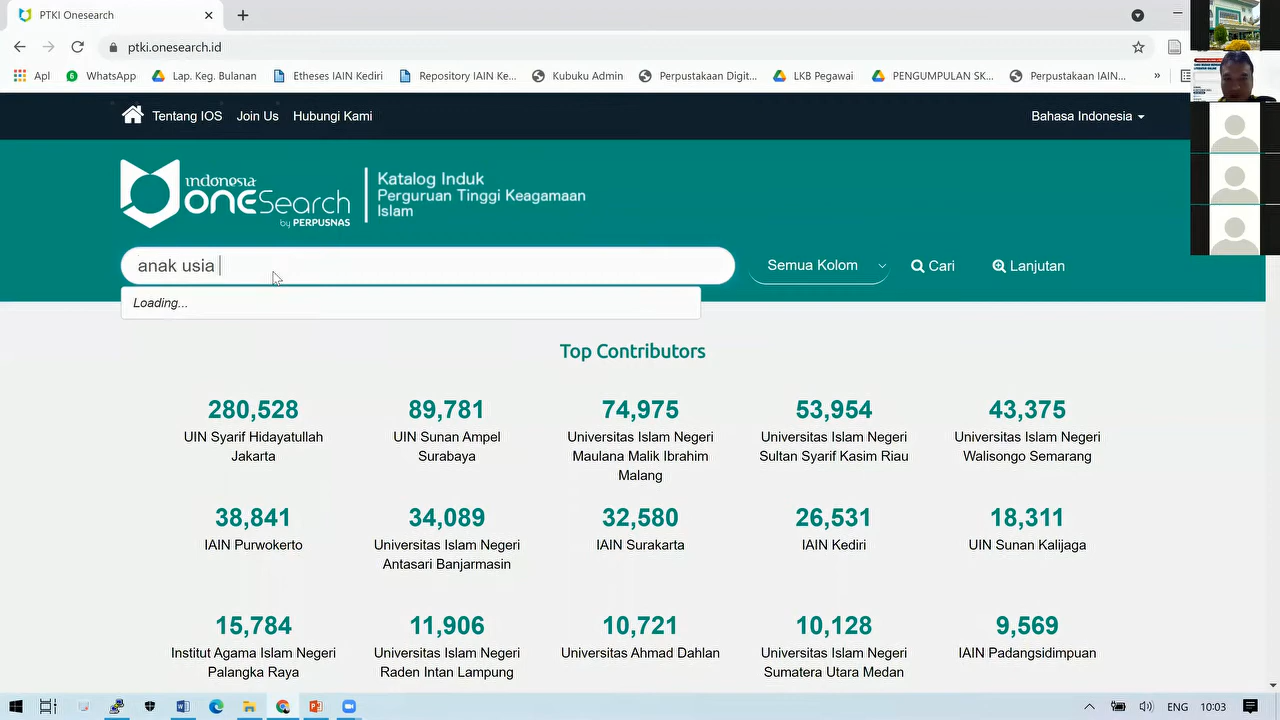 PTKI Onesearch
ptki.onesearch.id
Apl
WhatsApp
Lap. Keg. Bulanan
Etheses IAIN Kediri
Repository IAIN...
Kubuku Admin
Perpustakaan Digit...
LKB Pegawai
PENGUMPULAN SK...
Perpustakaan IAIN...
»
Tentang IOS
Join Us
Hubungi Kami
Bahasa Indonesia
indonesia
oneSearch
by PERPUSNAS
Katalog Induk
Perguruan Tinggi Keagamaan
Islam
anak usia
Semua Kolom
Cari
Lanjutan
Loading...
Top Contributors
280,528
89,781
74,975
53,954
43,375
UIN Syarif Hidayatullah
Jakarta
UIN Sunan Ampel
Surabaya
Universitas Islam Negeri
Maulana Malik Ibrahim
Malang
Universitas Islam Negeri
Sultan Syarif Kasim Riau
Universitas Islam Negeri
Walisongo Semarang
38,841
34,089
32,580
26,531
18,311
IAIN Purwokerto
Universitas Islam Negeri
Antasari Banjarmasin
IAIN Surakarta
IAIN Kediri
UIN Sunan Kalijaga
15,784
11,906
10,721
10,128
9,569
Institut Agama Islam Negeri
Palangka Raya
Universitas Islam Negeri
Raden Intan Lampung
Universitas Ahmad Dahlan
Universitas Islam Negeri
Sumatera Utara Medan
IAIN Padangsidimpuan
ENG
10:03